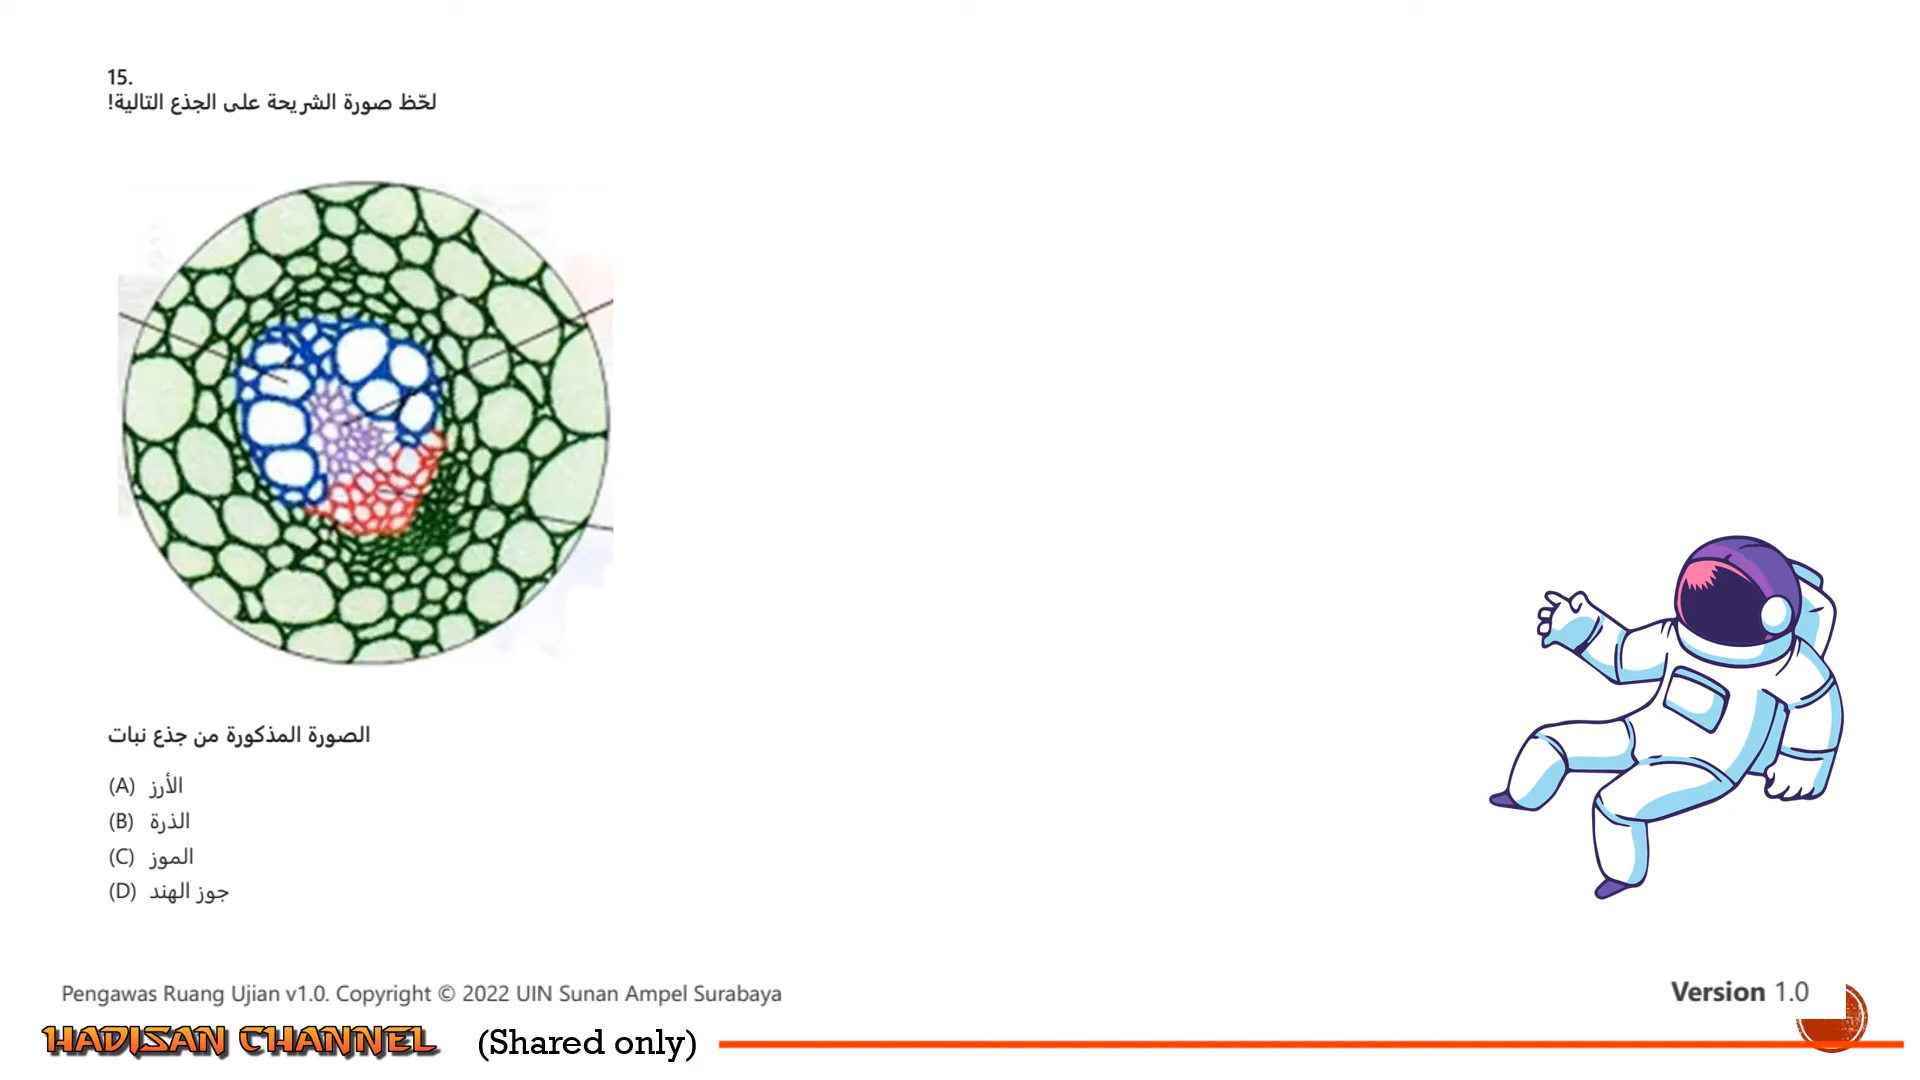 15.
لحّظ صورة الشريحة على الجذع التالية!
الصورة المذكورة من جذع نبات
(A) الأرز
(B) الذرة
(C) الموز
(D) جوز الهند
Pengawas Ruang Ujian v1.0. Copyright © 2022 UIN Sunan Ampel Surabaya
Version 1.0
HADISAN CHANNEL (Shared only)